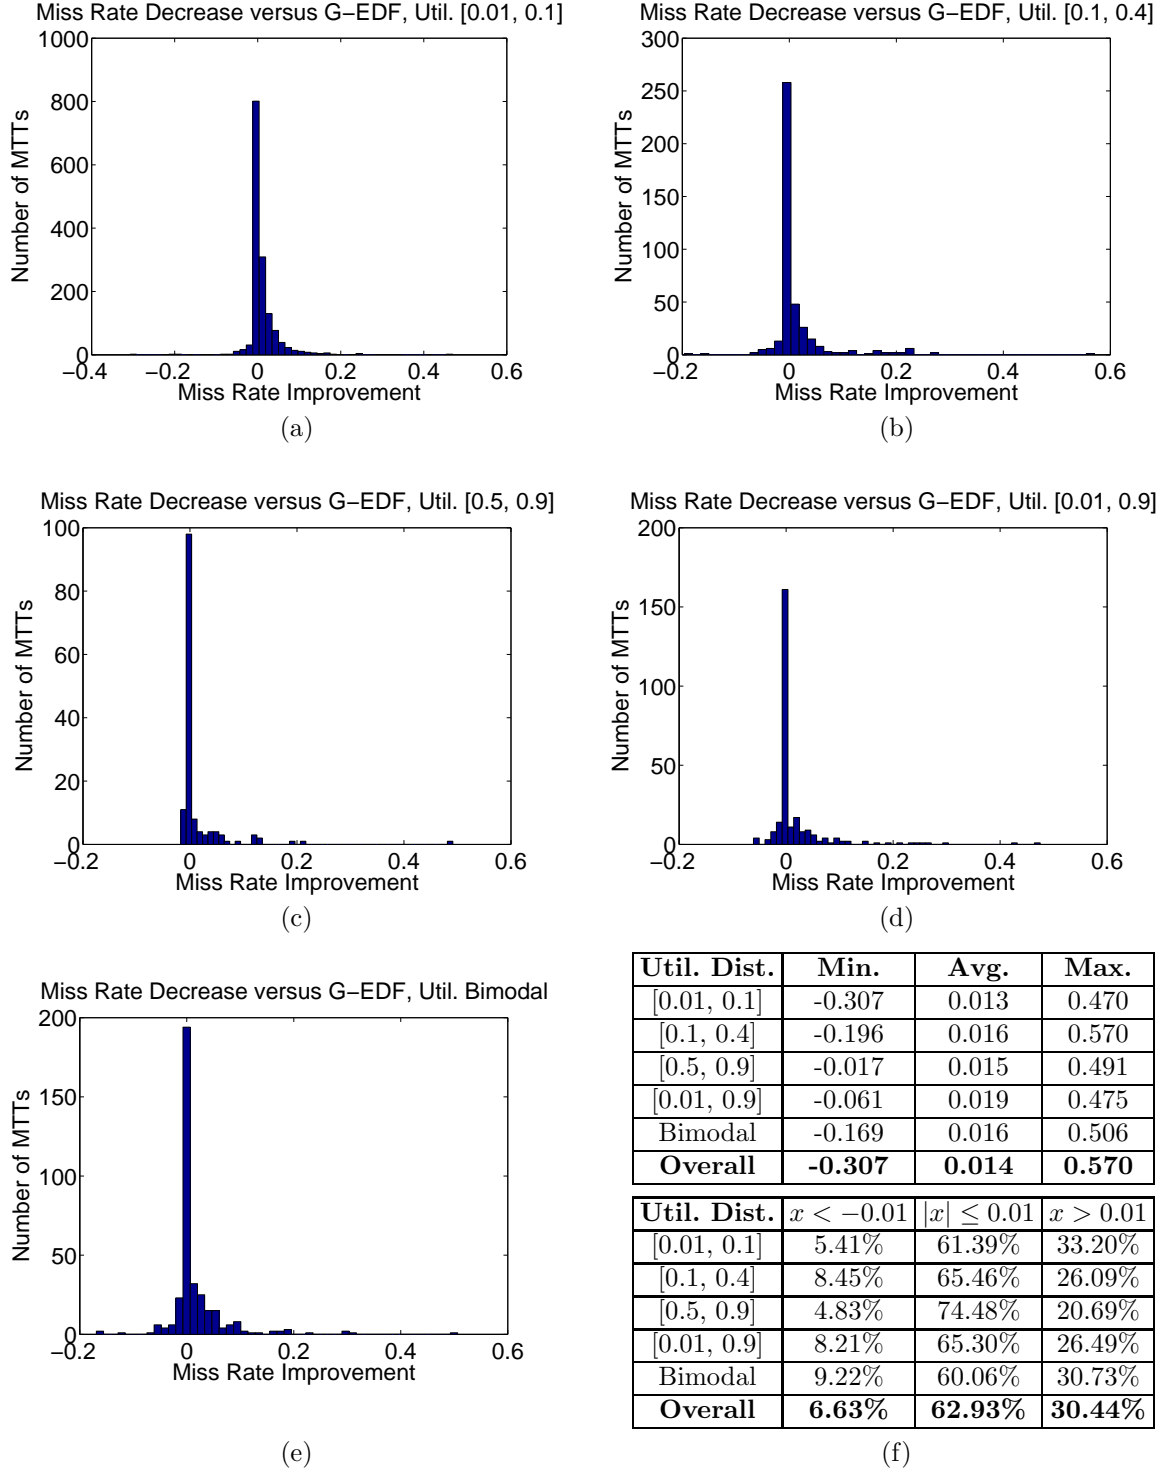 Miss Rate Decrease versus G−EDF, Util. [0.01, 0.1]
1000
800
600
400
200
0
Number of MTTs
−0.4 −0.2 0 0.2 0.4 0.6
Miss Rate Improvement
(a)
Miss Rate Decrease versus G−EDF, Util. [0.1, 0.4]
300
250
200
150
100
50
0
Number of MTTs
−0.2 0 0.2 0.4 0.6
Miss Rate Improvement
(b)
Miss Rate Decrease versus G−EDF, Util. [0.5, 0.9]
100
80
60
40
20
0
Number of MTTs
−0.2 0 0.2 0.4 0.6
Miss Rate Improvement
(c)
Miss Rate Decrease versus G−EDF, Util. [0.01, 0.9]
200
150
100
50
0
Number of MTTs
−0.2 0 0.2 0.4 0.6
Miss Rate Improvement
(d)
Miss Rate Decrease versus G−EDF, Util. Bimodal
200
150
100
50
0
Number of MTTs
−0.2 0 0.2 0.4 0.6
Miss Rate Improvement
(e)
Util. Dist. Min. Avg. Max.
[0.01, 0.1] -0.307 0.013 0.470
[0.1, 0.4] -0.196 0.016 0.570
[0.5, 0.9] -0.017 0.015 0.491
[0.01, 0.9] -0.061 0.019 0.475
Bimodal -0.169 0.016 0.506
Overall -0.307 0.014 0.570
Util. Dist. x < −0.01 |x| ≤ 0.01 x > 0.01
[0.01, 0.1] 5.41% 61.39% 33.20%
[0.1, 0.4] 8.45% 65.46% 26.09%
[0.5, 0.9] 4.83% 74.48% 20.69%
[0.01, 0.9] 8.21% 65.30% 26.49%
Bimodal 9.22% 60.06% 30.73%
Overall 6.63% 62.93% 30.44%
(f)